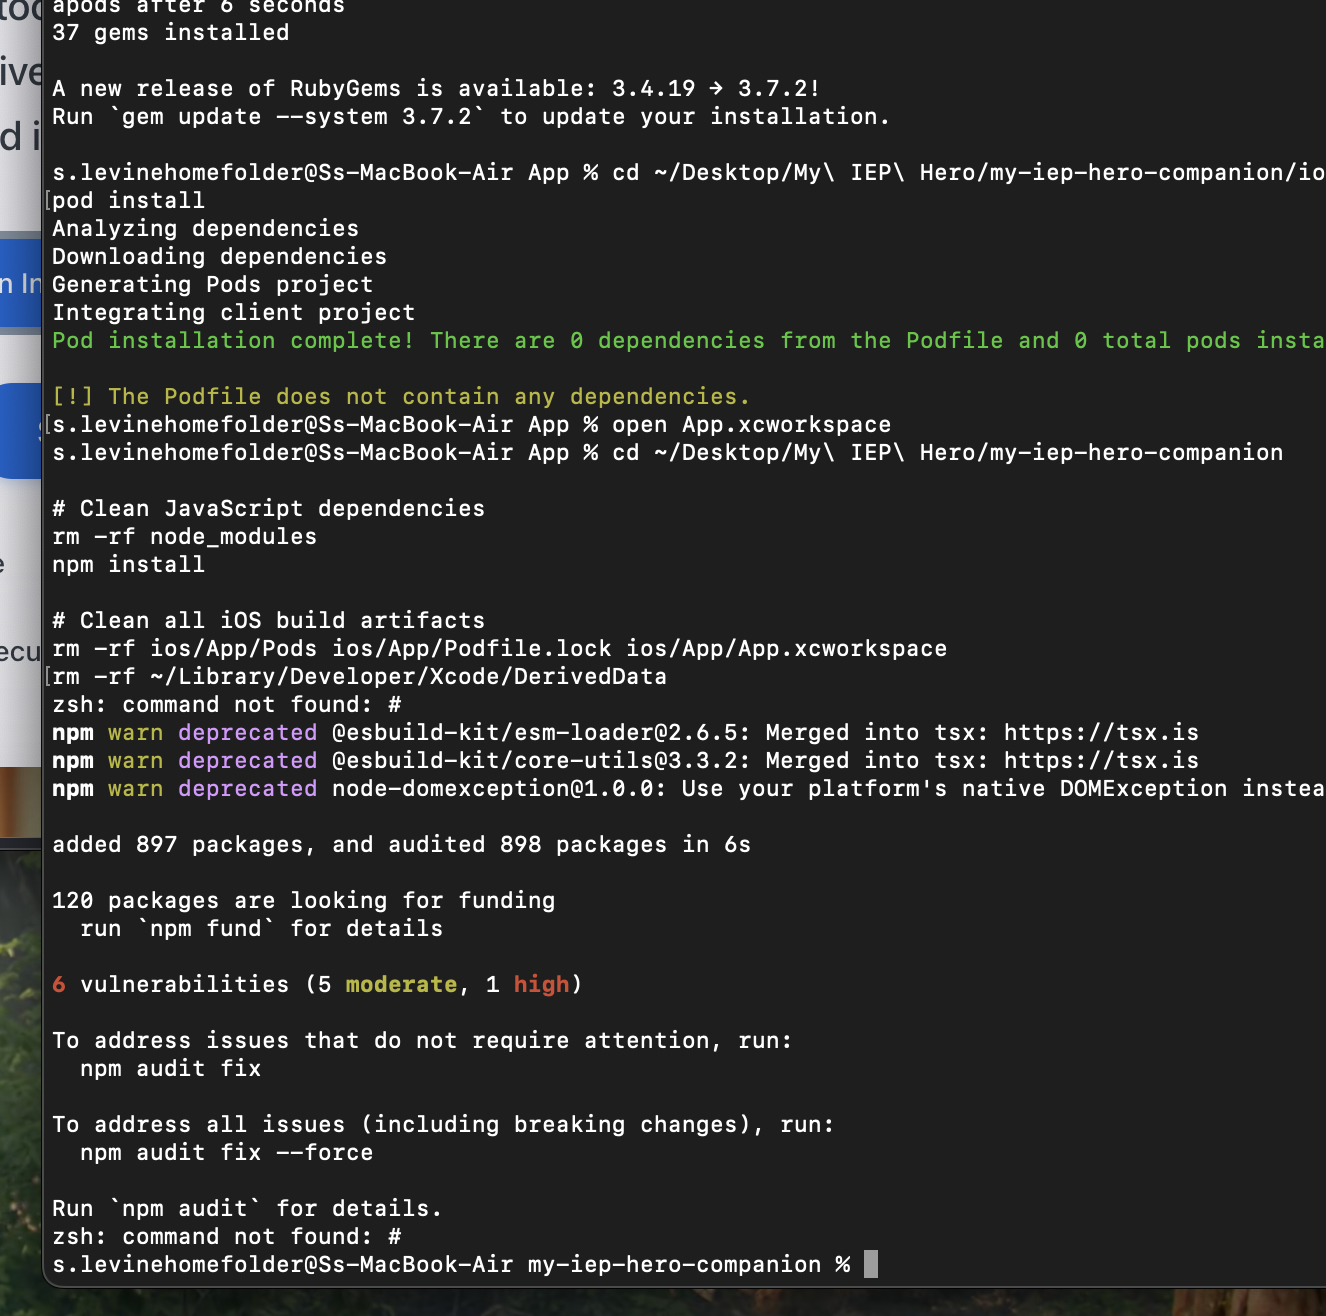 apods after 6 seconds
37 gems installed
A new release of RubyGems is available: 3.4.19 → 3.7.2!
Run `gem update --system 3.7.2` to update your installation.
s.levinehomefolder@Ss-MacBook-Air App % cd ~/Desktop/My\ IEP\ Hero/my-iep-hero-companion/io
pod install
Analyzing dependencies
Downloading dependencies
Generating Pods project
Integrating client project
Pod installation complete! There are 0 dependencies from the Podfile and 0 total pods insta
[!] The Podfile does not contain any dependencies.
s.levinehomefolder@Ss-MacBook-Air App % open App.xcworkspace
s.levinehomefolder@Ss-MacBook-Air App % cd ~/Desktop/My\ IEP\ Hero/my-iep-hero-companion
# Clean JavaScript dependencies
rm -rf node_modules
npm install
# Clean all iOS build artifacts
rm -rf ios/App/Pods ios/App/Podfile.lock ios/App/App.xcworkspace
rm -rf ~/Library/Developer/Xcode/DerivedData
zsh: command not found: #
npm warn deprecated @esbuild-kit/esm-loader@2.6.5: Merged into tsx: https://tsx.is
npm warn deprecated @esbuild-kit/core-utils@3.3.2: Merged into tsx: https://tsx.is
npm warn deprecated node-domexception@1.0.0: Use your platform's native DOMException instea
added 897 packages, and audited 898 packages in 6s
120 packages are looking for funding
run `npm fund` for details
6 vulnerabilities (5 moderate, 1 high)
To address issues that do not require attention, run:
npm audit fix
To address all issues (including breaking changes), run:
npm audit fix --force
Run `npm audit` for details.
zsh: command not found: #
s.levinehomefolder@Ss-MacBook-Air my-iep-hero-companion %